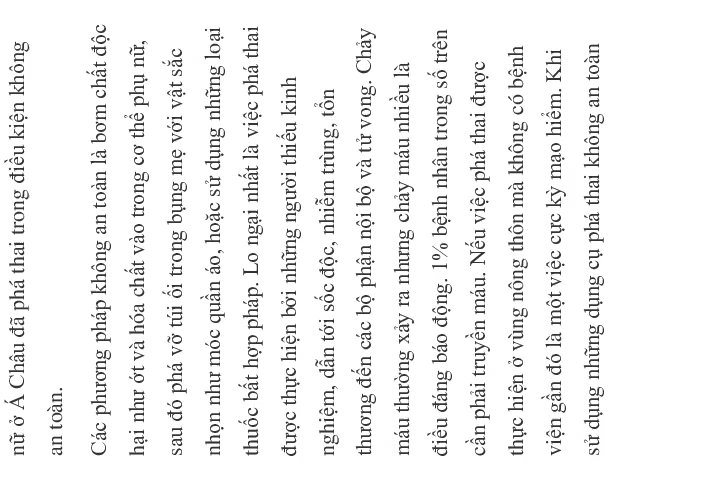 nữ ở Á Châu đã phá thai trong điều kiện không
an toàn.
Các phương pháp không an toàn là bơm chất độc
hại như ớt và hóa chất vào trong cơ thể phụ nữ,
sau đó phá vỡ túi ối trong bụng mẹ với vật sắc
nhọn như móc quần áo, hoặc sử dụng những loại
thuốc bất hợp pháp. Lo ngại nhất là việc phá thai
được thực hiện bởi những người thiếu kinh
nghiệm, dẫn tới sốc độc, nhiễm trùng, tổn
thương đến các bộ phận nội bộ và tử vong. Chảy
máu thường xảy ra nhưng chảy máu nhiều là
điều đáng báo động. 1% bệnh nhân trong số trên
cần phải truyền máu. Nếu việc phá thai được
thực hiện ở vùng nông thôn mà không có bệnh
viện gần đó là một việc cực kỳ mạo hiểm. Khi
sử dụng những dụng cụ phá thai không an toàn